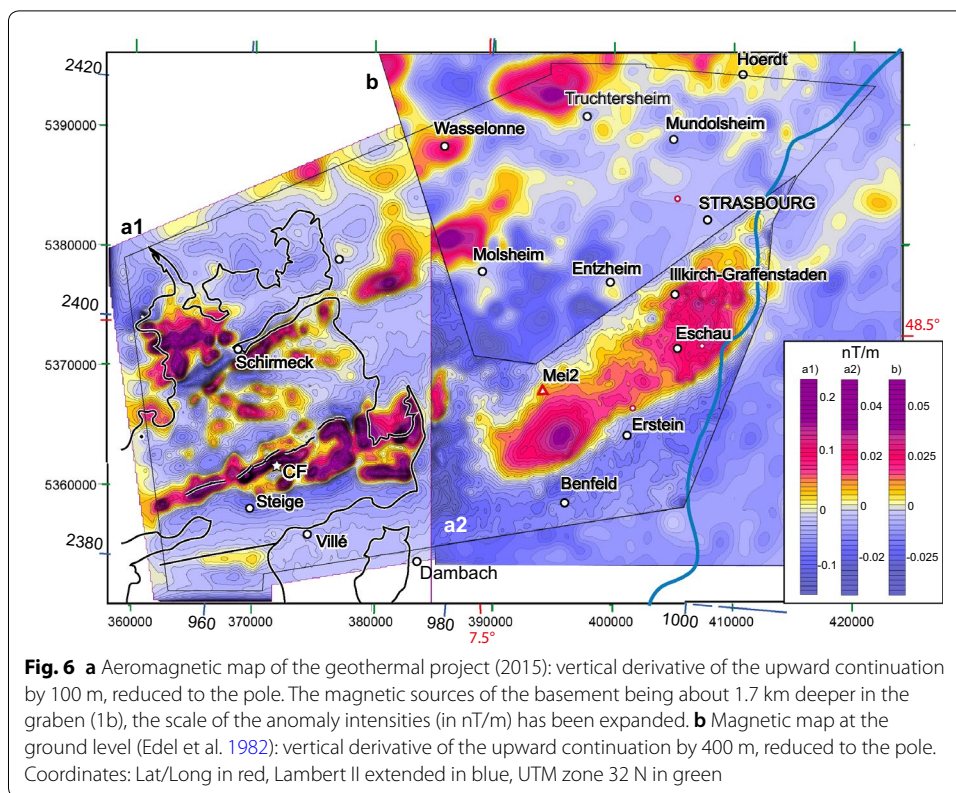 2420
b
Hoerdt
Truchtersheim
5390000
Wasselonne
Mundolsheim
a1
STRASBOURG
5380000
Molsheim
Entzheim
Illkirch-Graffenstaden
2400
48.5°
Schirmeck
Eschau
5370000
Mei2
nT/m
a1) a2) b)
0.2 0.04 0.05
0.1 0.02 0.025
0 0 0
-0.1 -0.02 -0.025
Erstein
CF
5360000
Steige
Benfeld
a2
Villé
2380
Dambach
360000 960 370000 380000 980 390000 400000 1000 410000 420000
7.5°
Fig. 6 a Aeromagnetic map of the geothermal project (2015): vertical derivative of the upward continuation
by 100 m, reduced to the pole. The magnetic sources of the basement being about 1.7 km deeper in the
graben (1b), the scale of the anomaly intensities (in nT/m) has been expanded. b Magnetic map at the
ground level (Edel et al. 1982): vertical derivative of the upward continuation by 400 m, reduced to the pole.
Coordinates: Lat/Long in red, Lambert II extended in blue, UTM zone 32 N in green